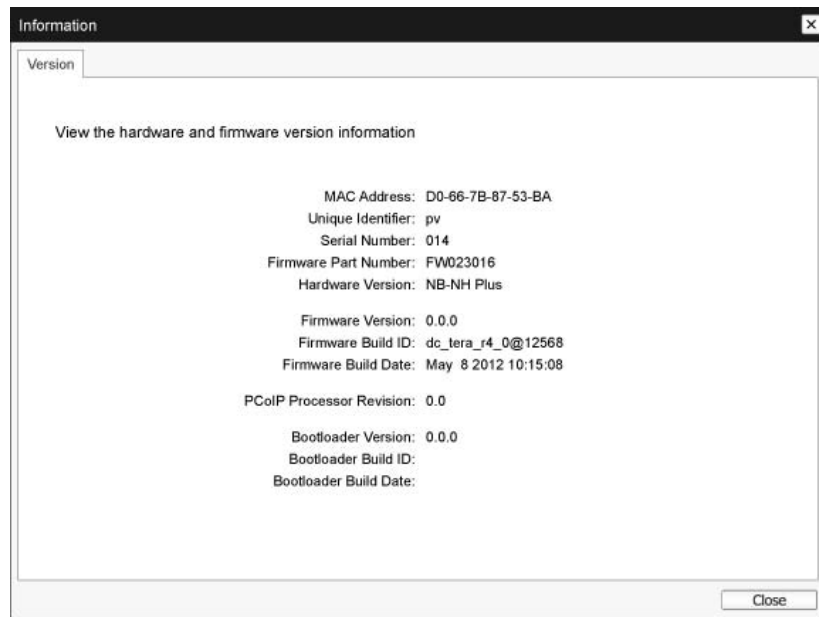 Information
Version
View the hardware and firmware version information
MAC Address: D0-66-7B-87-53-BA
Unique Identifier: pv
Serial Number: 014
Firmware Part Number: FW023016
Hardware Version: NB-NH Plus
Firmware Version: 0.0.0
Firmware Build ID: dc_tera_r4_0@12568
Firmware Build Date: May 8 2012 10:15:08
PCoIP Processor Revision: 0.0
Bootloader Version: 0.0.0
Bootloader Build ID:
Bootloader Build Date:
Close